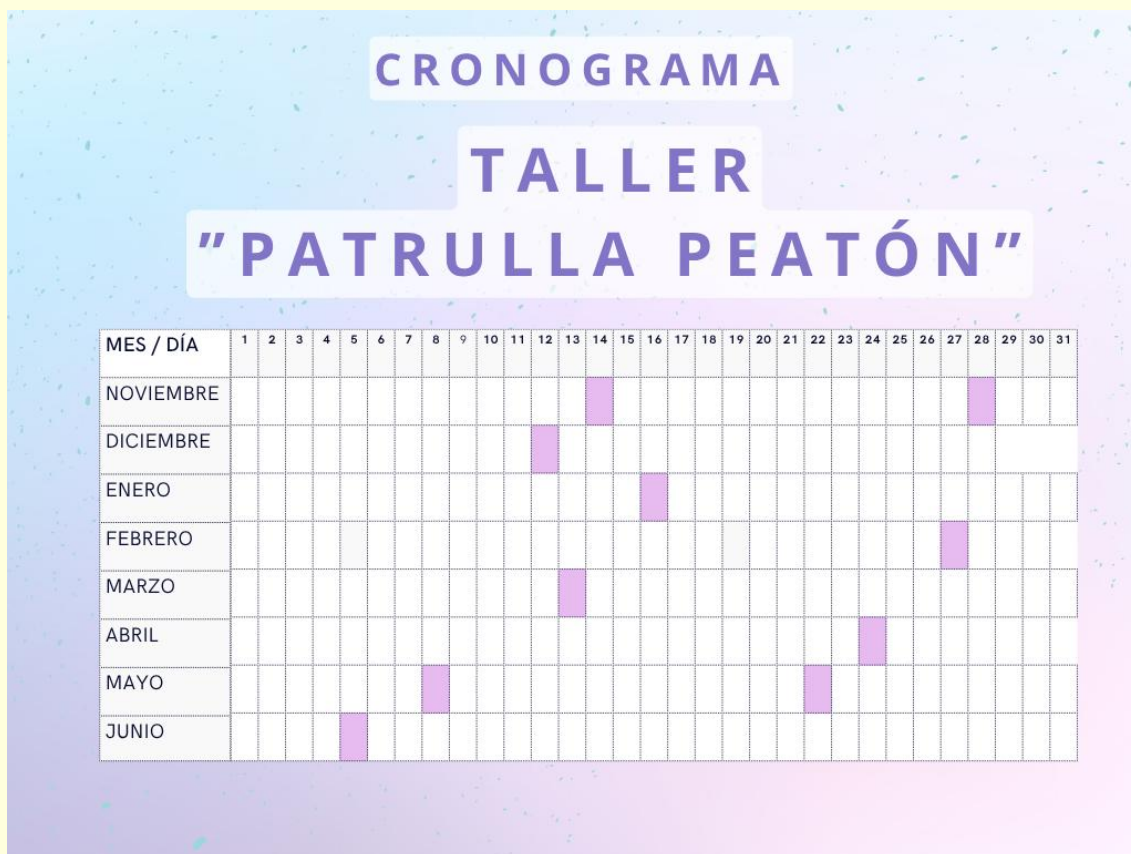 CRONOGRAMA
TALLER
"PATRULLA PEATÓN"
MES / DÍA 1 2 3 4 5 6 7 8 9 10 11 12 13 14 15 16 17 18 19 20 21 22 23 24 25 26 27 28 29 30 31
NOVIEMBRE
DICIEMBRE
ENERO
FEBRERO
MARZO
ABRIL
MAYO
JUNIO